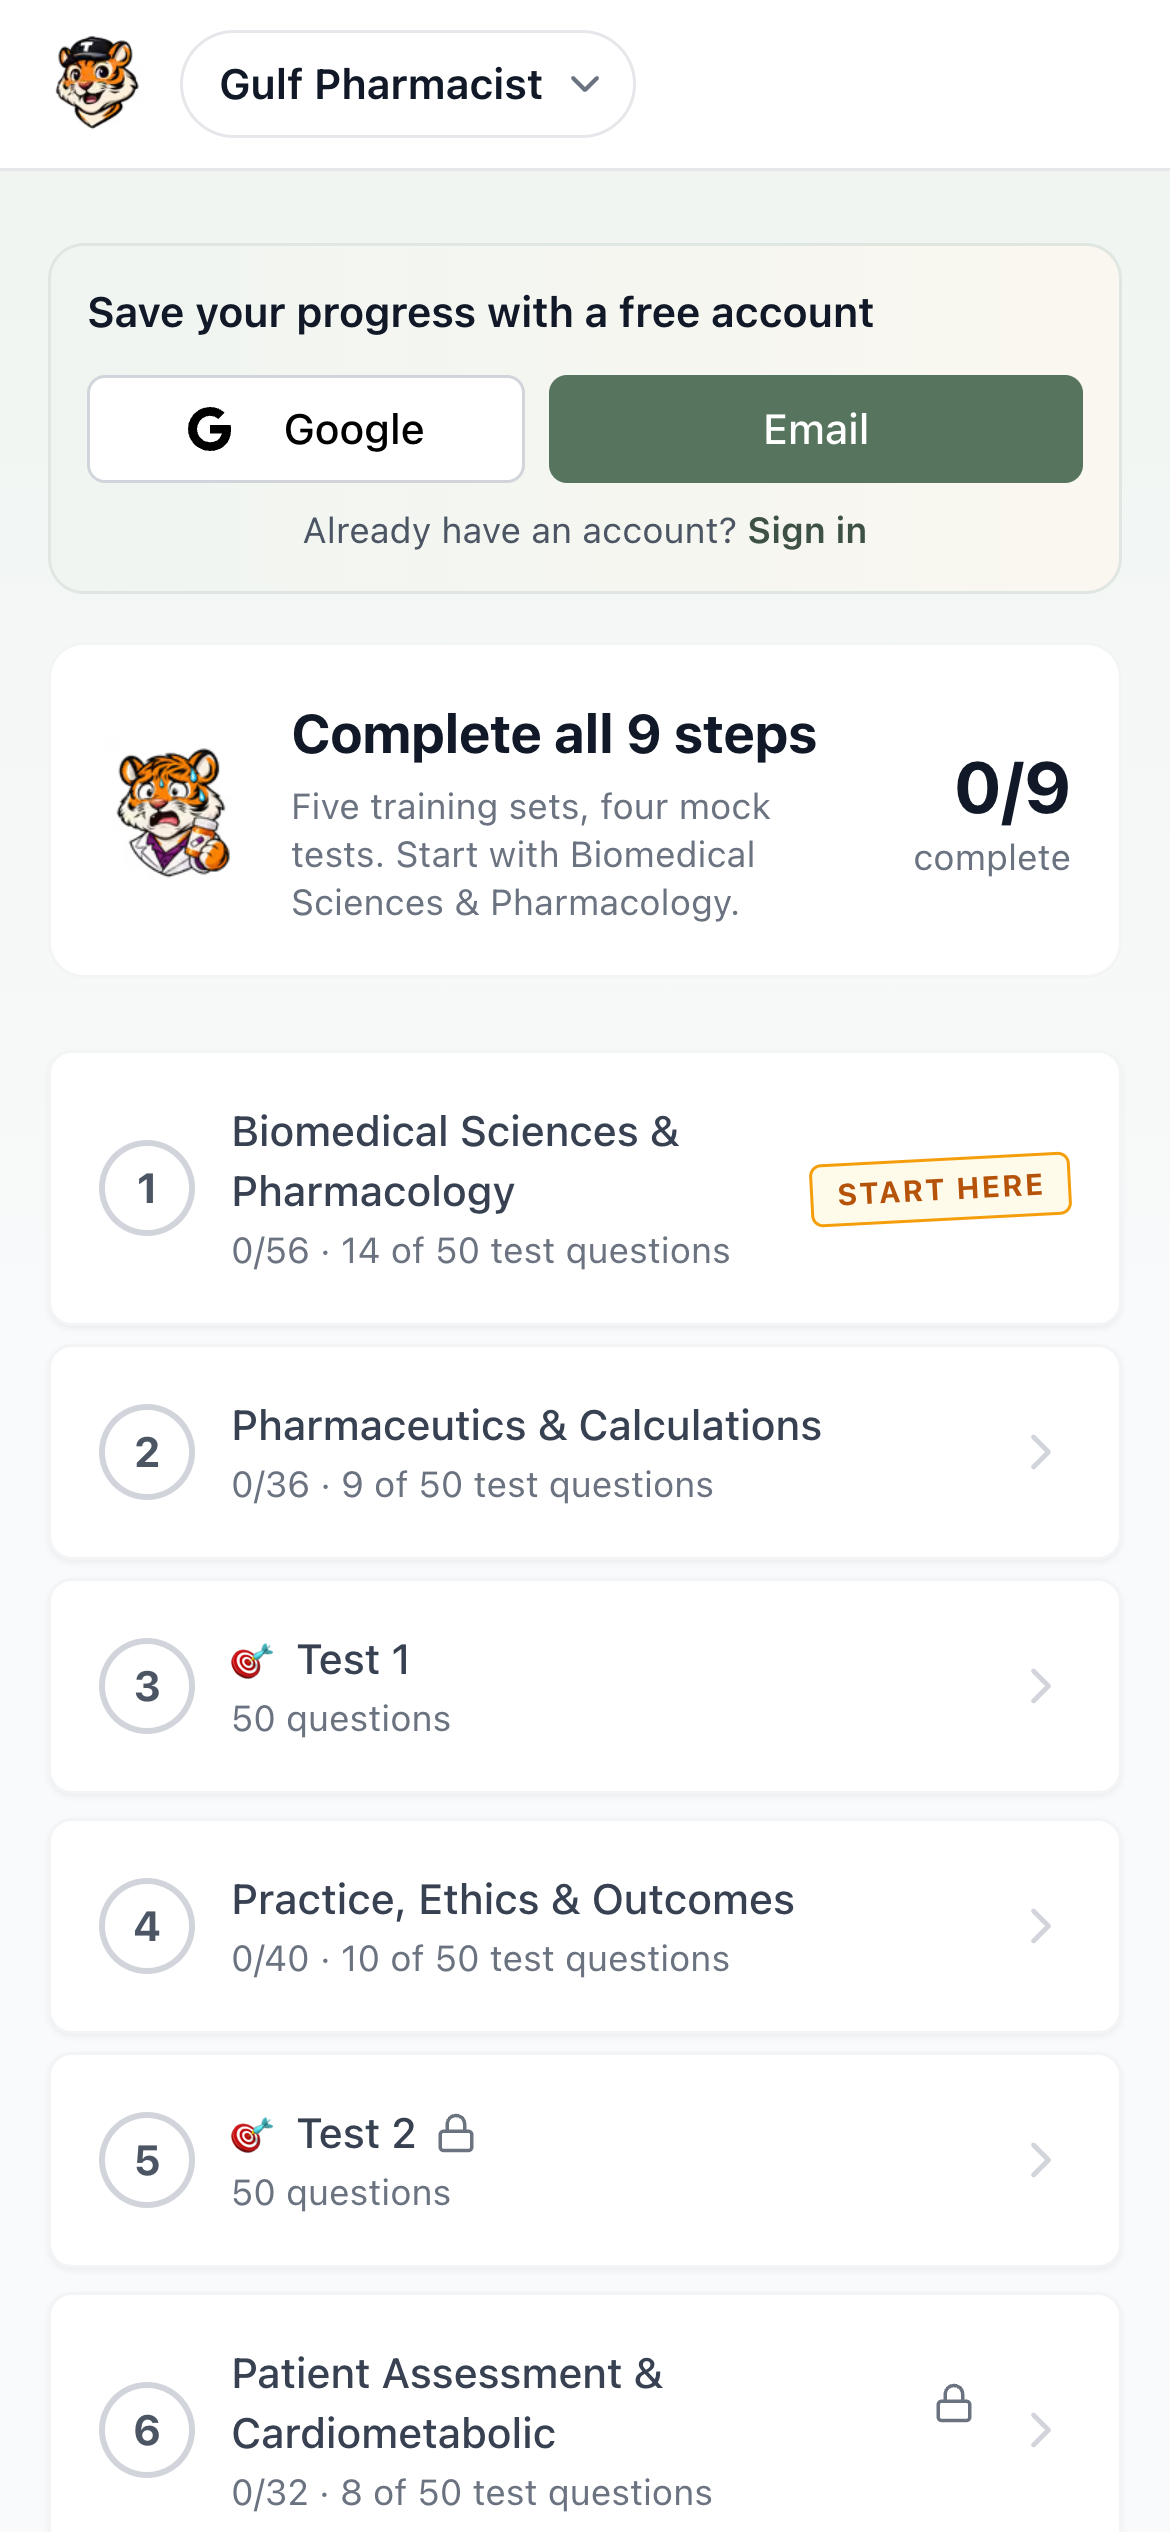 T
Gulf Pharmacist
Save your progress with a free account
G Google
Email
Already have an account? Sign in
Complete all 9 steps
Five training sets, four mock
tests. Start with Biomedical
Sciences & Pharmacology.
0/9
complete
1
Biomedical Sciences &
Pharmacology
0/56 · 14 of 50 test questions
START HERE
2
Pharmaceutics & Calculations
0/36 · 9 of 50 test questions
3
🎯 Test 1
50 questions
4
Practice, Ethics & Outcomes
0/40 · 10 of 50 test questions
5
🎯 Test 2
50 questions
6
Patient Assessment &
Cardiometabolic
0/32 · 8 of 50 test questions